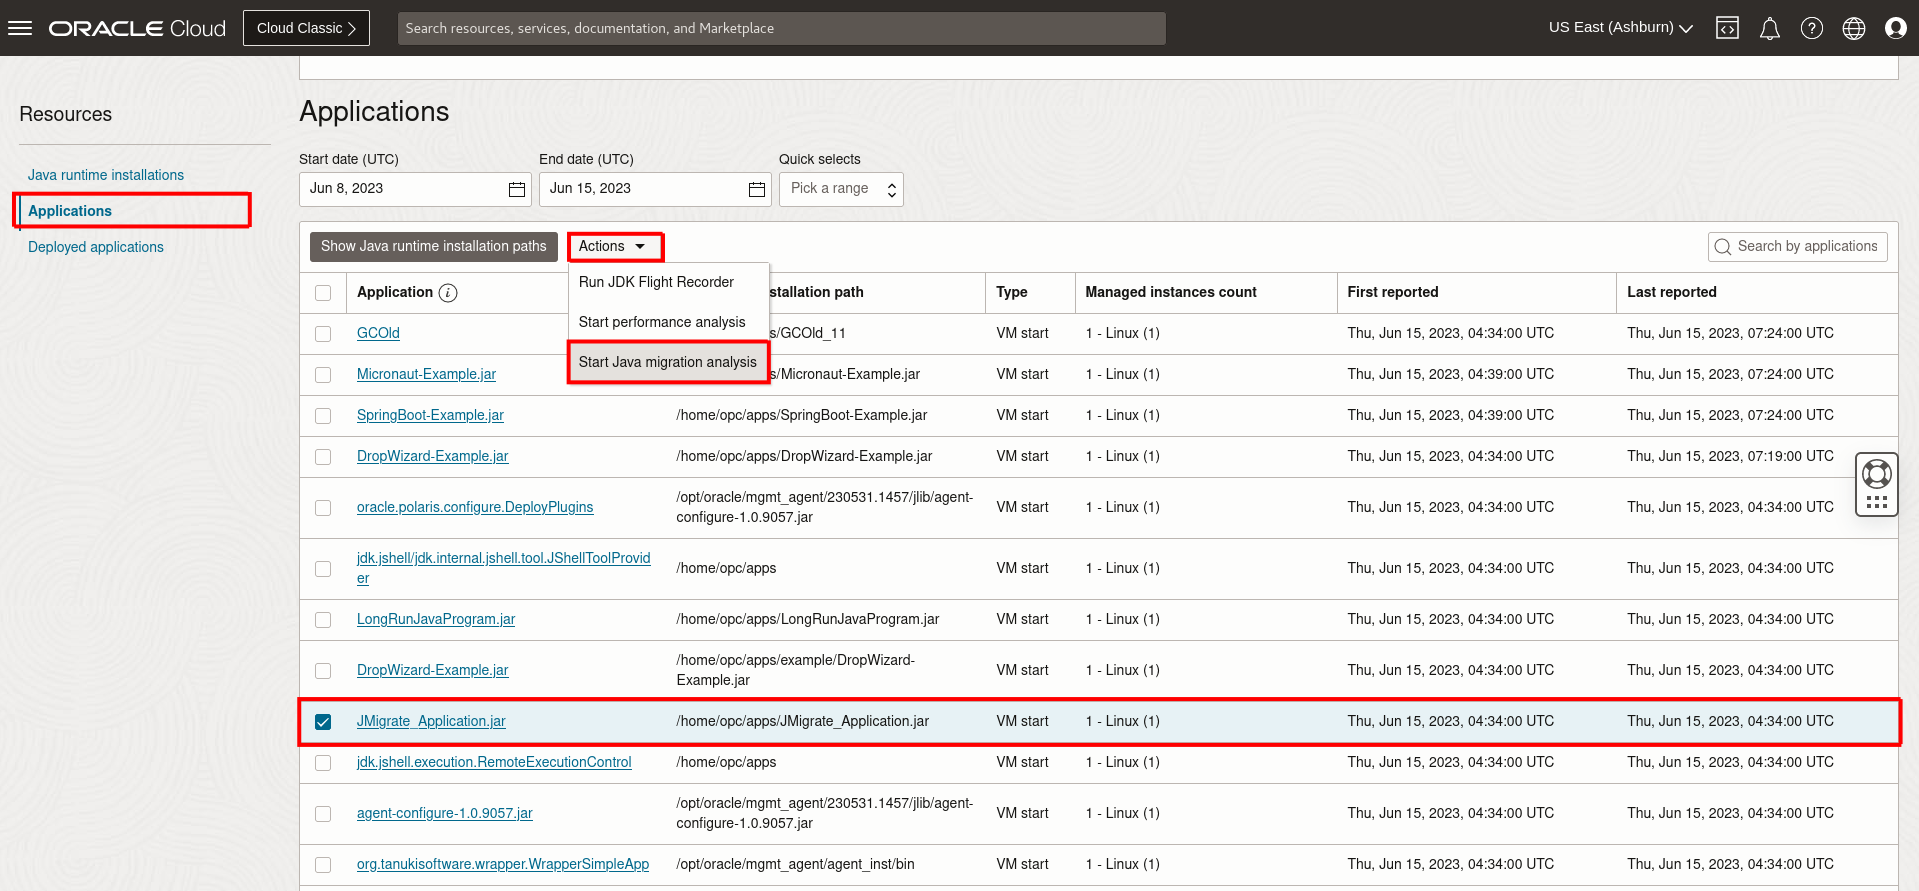 ORACLE Cloud
Cloud Classic
Search resources, services, documentation, and Marketplace
US East (Ashburn)
Resources
Java runtime installations
Applications
Deployed applications
Applications
Start date (UTC) End date (UTC) Quick selects
Jun 8, 2023 Jun 15, 2023 Pick a range
Show Java runtime installation paths Actions Search by applications
Run JDK Flight Recorder
Start performance analysis
Start Java migration analysis
Application stallation path Type Managed instances count First reported Last reported
GCOld s/GCOld_11 VM start 1 - Linux (1) Thu, Jun 15, 2023, 04:34:00 UTC Thu, Jun 15, 2023, 07:24:00 UTC
Micronaut-Example.jar s/Micronaut-Example.jar VM start 1 - Linux (1) Thu, Jun 15, 2023, 04:39:00 UTC Thu, Jun 15, 2023, 07:24:00 UTC
SpringBoot-Example.jar /home/opc/apps/SpringBoot-Example.jar VM start 1 - Linux (1) Thu, Jun 15, 2023, 04:39:00 UTC Thu, Jun 15, 2023, 07:24:00 UTC
DropWizard-Example.jar /home/opc/apps/DropWizard-Example.jar VM start 1 - Linux (1) Thu, Jun 15, 2023, 04:34:00 UTC Thu, Jun 15, 2023, 07:19:00 UTC
oracle.polaris.configure.DeployPlugins /opt/oracle/mgmt_agent/230531.1457/jlib/agent-
configure-1.0.9057.jar VM start 1 - Linux (1) Thu, Jun 15, 2023, 04:34:00 UTC Thu, Jun 15, 2023, 04:34:00 UTC
jdk.jshell/jdk.internal.jshell.tool.JShellToolProvid
er /home/opc/apps VM start 1 - Linux (1) Thu, Jun 15, 2023, 04:34:00 UTC Thu, Jun 15, 2023, 04:34:00 UTC
LongRunJavaProgram.jar /home/opc/apps/LongRunJavaProgram.jar VM start 1 - Linux (1) Thu, Jun 15, 2023, 04:34:00 UTC Thu, Jun 15, 2023, 04:34:00 UTC
DropWizard-Example.jar /home/opc/apps/example/DropWizard-
Example.jar VM start 1 - Linux (1) Thu, Jun 15, 2023, 04:34:00 UTC Thu, Jun 15, 2023, 04:34:00 UTC
JMigrate_Application.jar /home/opc/apps/JMigrate_Application.jar VM start 1 - Linux (1) Thu, Jun 15, 2023, 04:34:00 UTC Thu, Jun 15, 2023, 04:34:00 UTC
jdk.jshell.execution.RemoteExecutionControl /home/opc/apps VM start 1 - Linux (1) Thu, Jun 15, 2023, 04:34:00 UTC Thu, Jun 15, 2023, 04:34:00 UTC
agent-configure-1.0.9057.jar /opt/oracle/mgmt_agent/230531.1457/jlib/agent-
configure-1.0.9057.jar VM start 1 - Linux (1) Thu, Jun 15, 2023, 04:34:00 UTC Thu, Jun 15, 2023, 04:34:00 UTC
org.tanukisoftware.wrapper.WrapperSimpleApp /opt/oracle/mgmt_agent/agent_inst/bin VM start 1 - Linux (1) Thu, Jun 15, 2023, 04:34:00 UTC Thu, Jun 15, 2023, 04:34:00 UTC